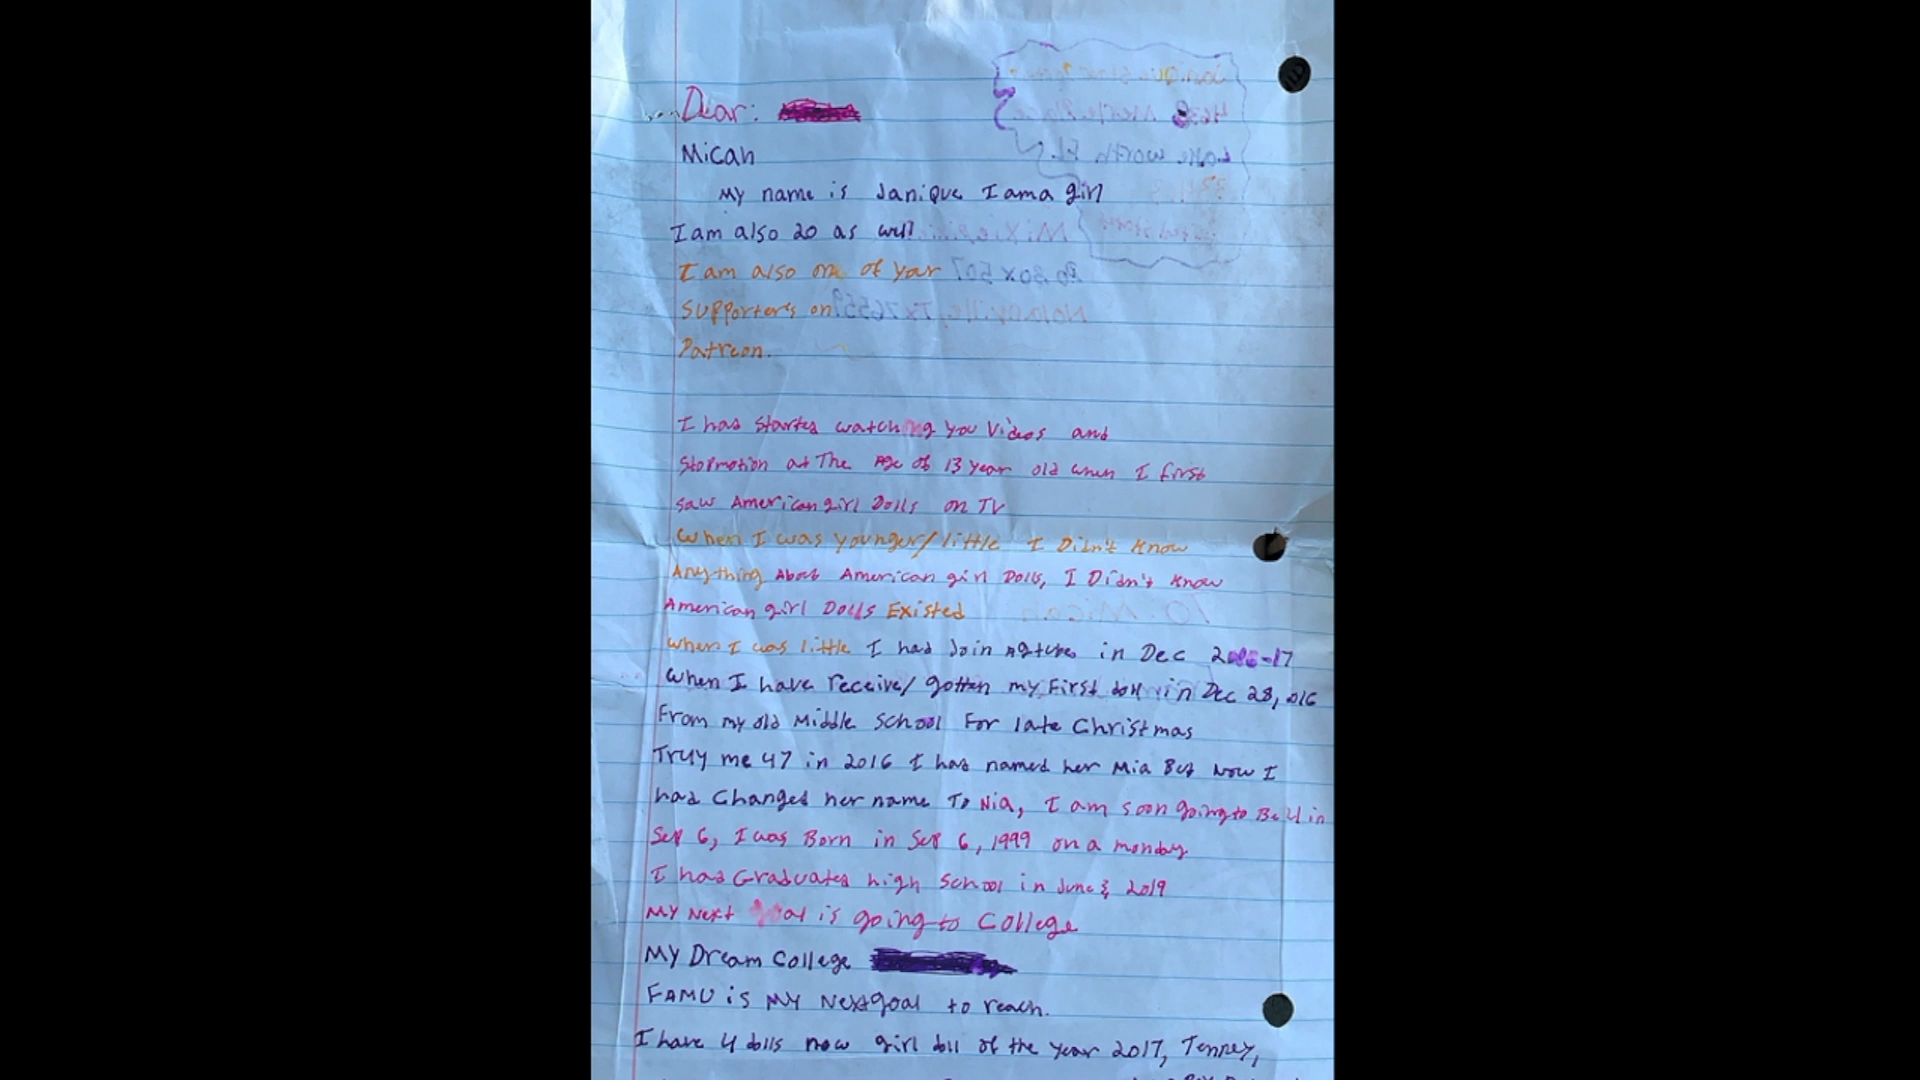 Dear:
Micah
My name is Janique I am a girl
I am also 20 as well
I am also one of your
Supporters on
Patreon.
I had Started watching you Videos and
Stopmotion at The Age of 13 year old when I first
saw American girl Dolls on TV
When I was younger/little I Didn't Know
Anything About American girl Dolls, I Didn't Know
American girl Dolls Existed
When I was little I had Join Agtube in Dec
When I have receive/gotten my First doll in Dec 28, 2016
From my old Middle School For late Christmas
Truy me 47 in 2016 I had named her Mia But Now I
had Changed her name To Nia, I am soon going to Be 21 in
Sep 6, I was Born in Sep 6, 1999 on a monday
I had Graduated high School in June 3, 2019
My Next goal is going to College
My Dream College
FAMU is MY Next goal to reach.
I have 4 dolls now girl doll of the year 2017, Tenney,